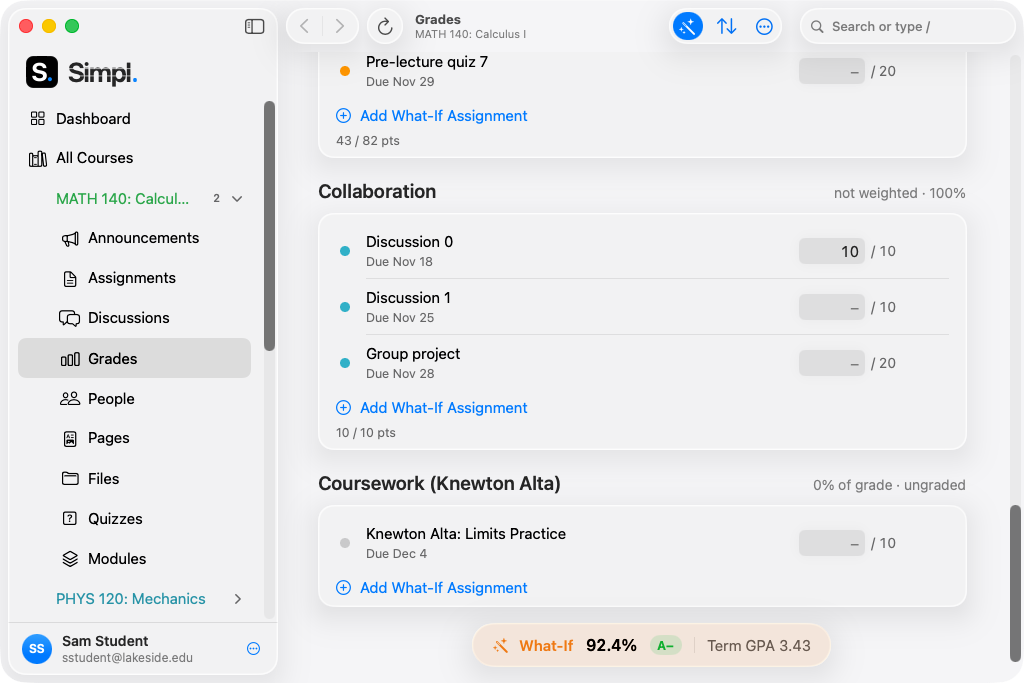 Grades
MATH 140: Calculus I
Search or type /
S.
Simpl.
Dashboard
All Courses
MATH 140: Calcul... 2
Announcements
Assignments
Discussions
Grades
People
Pages
Files
Quizzes
Modules
PHYS 120: Mechanics
SS
Sam Student
sstudent@lakeside.edu
Pre-lecture quiz 7
Due Nov 29
– / 20
Add What-If Assignment
43 / 82 pts
Collaboration
not weighted · 100%
Discussion 0
Due Nov 18
10 / 10
Discussion 1
Due Nov 25
– / 10
Group project
Due Nov 28
– / 20
Add What-If Assignment
10 / 10 pts
Coursework (Knewton Alta)
0% of grade · ungraded
Knewton Alta: Limits Practice
Due Dec 4
– / 10
Add What-If Assignment
What-If 92.4% A– Term GPA 3.43